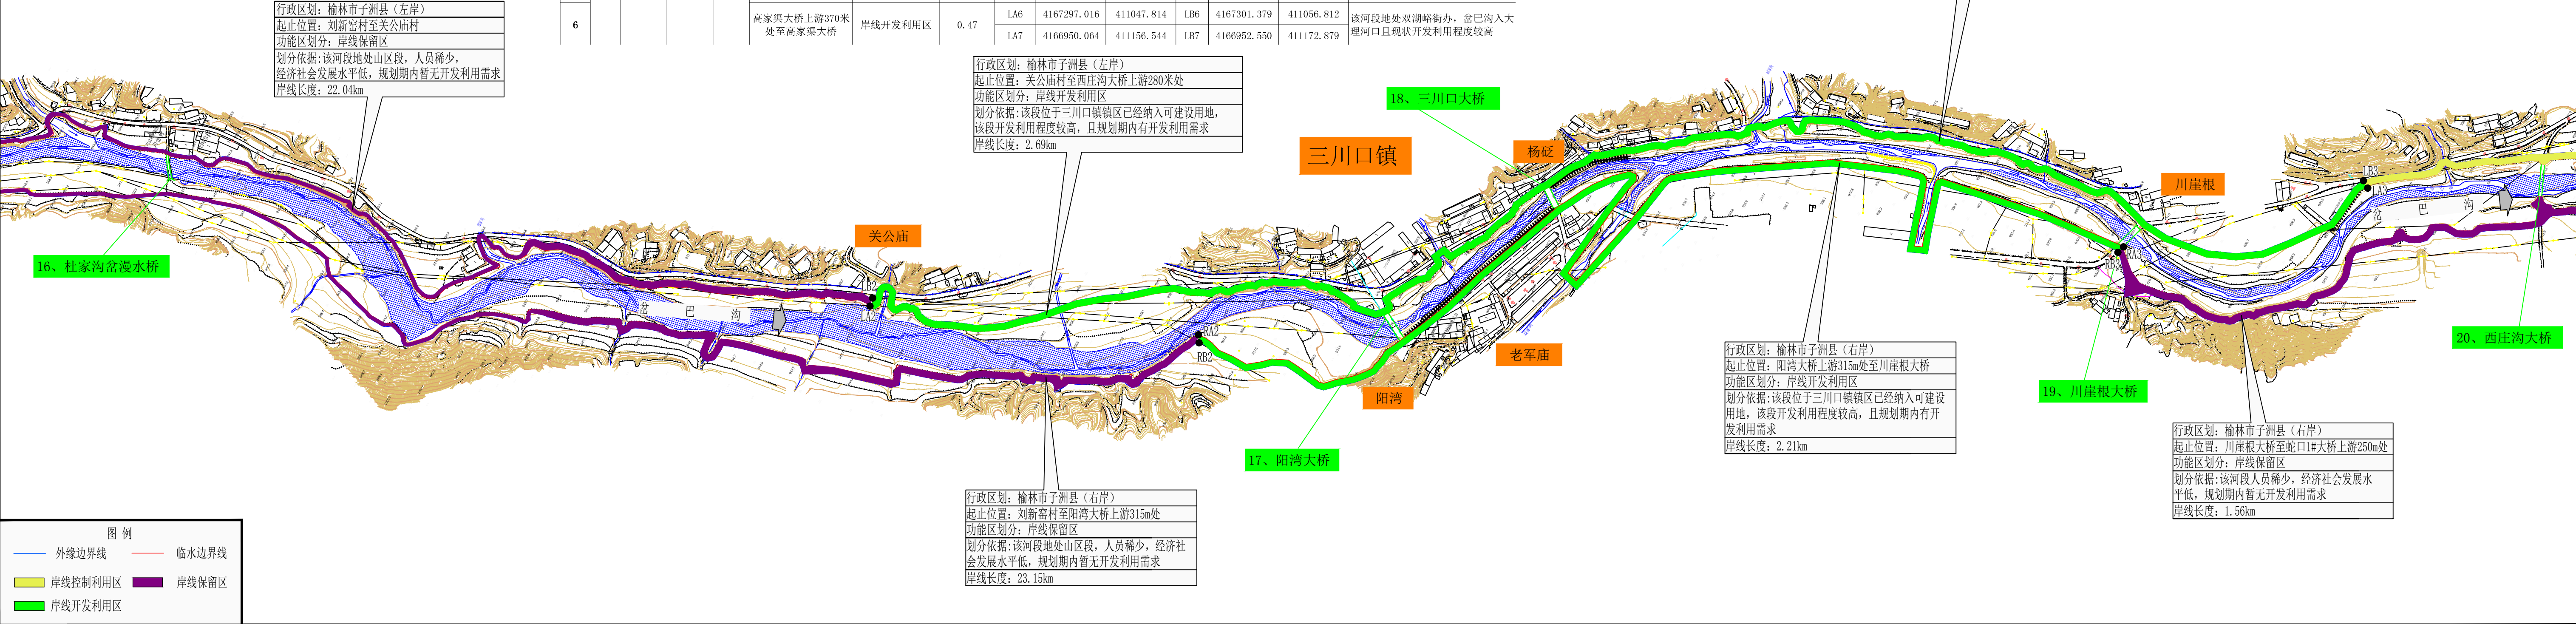 行政区划：榆林市子洲县（左岸）
起止位置：刘新窑村至关公庙村
功能区划分：岸线保留区
划分依据:该河段地处山区段，人员稀少，
经济社会发展水平低，规划期内暂无开发利用需求
岸线长度：22.04km
6
高家渠大桥上游370米
处至高家渠大桥
岸线开发利用区
0.47
LA6 4167297.016 411047.814 LB6 4167301.379 411056.812
LA7 4166950.064 411156.544 LB7 4166952.550 411172.879
该河段地处双湖峪街办，岔巴沟入大
理河口且现状开发利用程度较高
行政区划：榆林市子洲县（左岸）
起止位置：关公庙村至西庄沟大桥上游280米处
功能区划分：岸线开发利用区
划分依据:该段位于三川口镇镇区已经纳入可建设用地，
该段开发利用程度较高，且规划期内有开发利用需求
岸线长度：2.69km
18、三川口大桥
三川口镇
杨砭
川崖根
LB3
LA3
岔巴沟
16、杜家沟岔漫水桥
关公庙
LB2
LA2
岔巴沟
RA2
RB2
老军庙
阳湾
17、阳湾大桥
RA3
RB3
19、川崖根大桥
20、西庄沟大桥
行政区划：榆林市子洲县（右岸）
起止位置：阳湾大桥上游315m处至川崖根大桥
功能区划分：岸线开发利用区
划分依据:该段位于三川口镇镇区已经纳入可建设
用地，该段开发利用程度较高，且规划期内有开
发利用需求
岸线长度：2.21km
行政区划：榆林市子洲县（右岸）
起止位置：川崖根大桥至蛇口1#大桥上游250m处
功能区划分：岸线保留区
划分依据:该河段人员稀少，经济社会发展水
平低，规划期内暂无开发利用需求
岸线长度：1.56km
行政区划：榆林市子洲县（右岸）
起止位置：刘新窑村至阳湾大桥上游315m处
功能区划分：岸线保留区
划分依据:该河段地处山区段，人员稀少，经济社
会发展水平低，规划期内暂无开发利用需求
岸线长度：23.15km
图 例
外缘边界线
临水边界线
岸线控制利用区
岸线保留区
岸线开发利用区